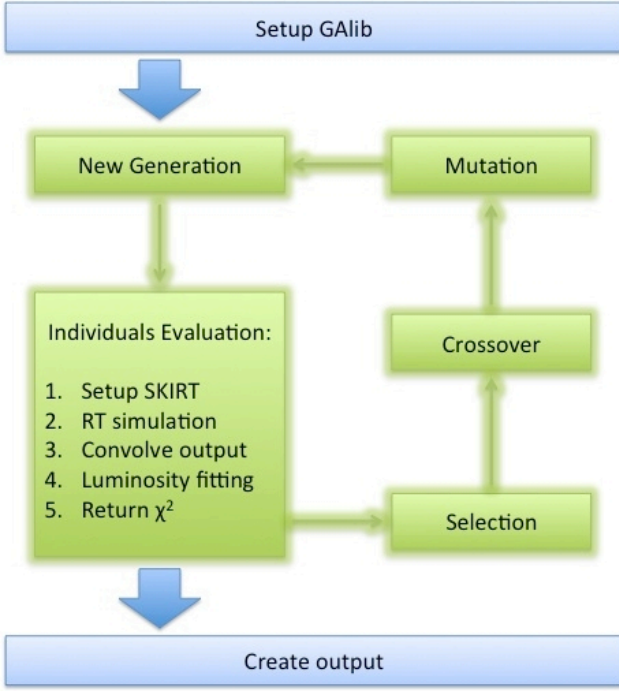 Setup GAlib
New Generation
Mutation
Individuals Evaluation:
1. Setup SKIRT
2. RT simulation
3. Convolve output
4. Luminosity fitting
5. Return χ²
Crossover
Selection
Create output